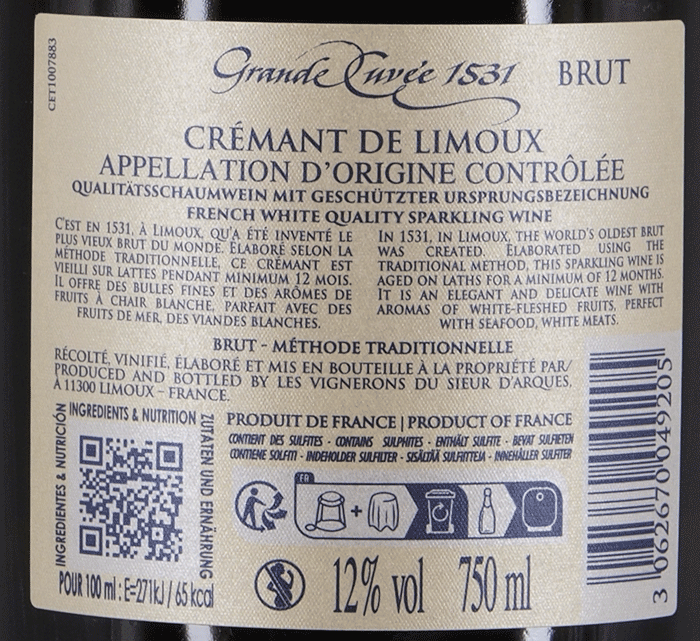 CET1007883
Grande Cuvée 1531 BRUT
CRÉMANT DE LIMOUX
APPELLATION D'ORIGINE CONTRÔLÉE
QUALITÄTSSCHAUMWEIN MIT GESCHÜTZTER URSPRUNGSBEZEICHNUNG
FRENCH WHITE QUALITY SPARKLING WINE
C'EST EN 1531, À LIMOUX, QU'A ÉTÉ INVENTÉ LE
PLUS VIEUX BRUT DU MONDE. ÉLABORÉ SELON LA
MÉTHODE TRADITIONNELLE, CE CRÉMANT EST
VIEILLI SUR LATTES PENDANT MINIMUM 12 MOIS.
IL OFFRE DES BULLES FINES ET DES ARÔMES DE
FRUITS À CHAIR BLANCHE, PARFAIT AVEC DES
FRUITS DE MER, DES VIANDES BLANCHES.
IN 1531, IN LIMOUX, THE WORLD'S OLDEST BRUT
WAS CREATED. ELABORATED USING THE
TRADITIONAL METHOD, THIS SPARKLING WINE IS
AGED ON LATHS FOR A MINIMUM OF 12 MONTHS.
IT IS AN ELEGANT AND DELICATE WINE WITH
AROMAS OF WHITE-FLESHED FRUITS, PERFECT
WITH SEAFOOD, WHITE MEATS.
BRUT - MÉTHODE TRADITIONNELLE
RÉCOLTÉ, VINIFIÉ, ÉLABORÉ ET MIS EN BOUTEILLE À LA PROPRIÉTÉ PAR/
PRODUCED AND BOTTLED BY LES VIGNERONS DU SIEUR D'ARQUES,
À 11300 LIMOUX - FRANCE.
INGREDIENTS & NUTRITION
INGREDIENTES & NUTRICIÓN
ZUTATEN UND ERNÄHRUNG
POUR 100 ml : E=271kJ / 65 kcal
PRODUIT DE FRANCE | PRODUCT OF FRANCE
CONTIENT DES SULFITES - CONTAINS SULPHITES - ENTHÄLT SULFITE - BEVAT SULFIETEN
CONTIENE SOLFITI - INDEHOLDER SULFITTER - SISÄLTÄÄ SULFIITTEJA - INNEHÅLLER SULFITER
FR
+
12% vol 750 ml
3 062670 049205